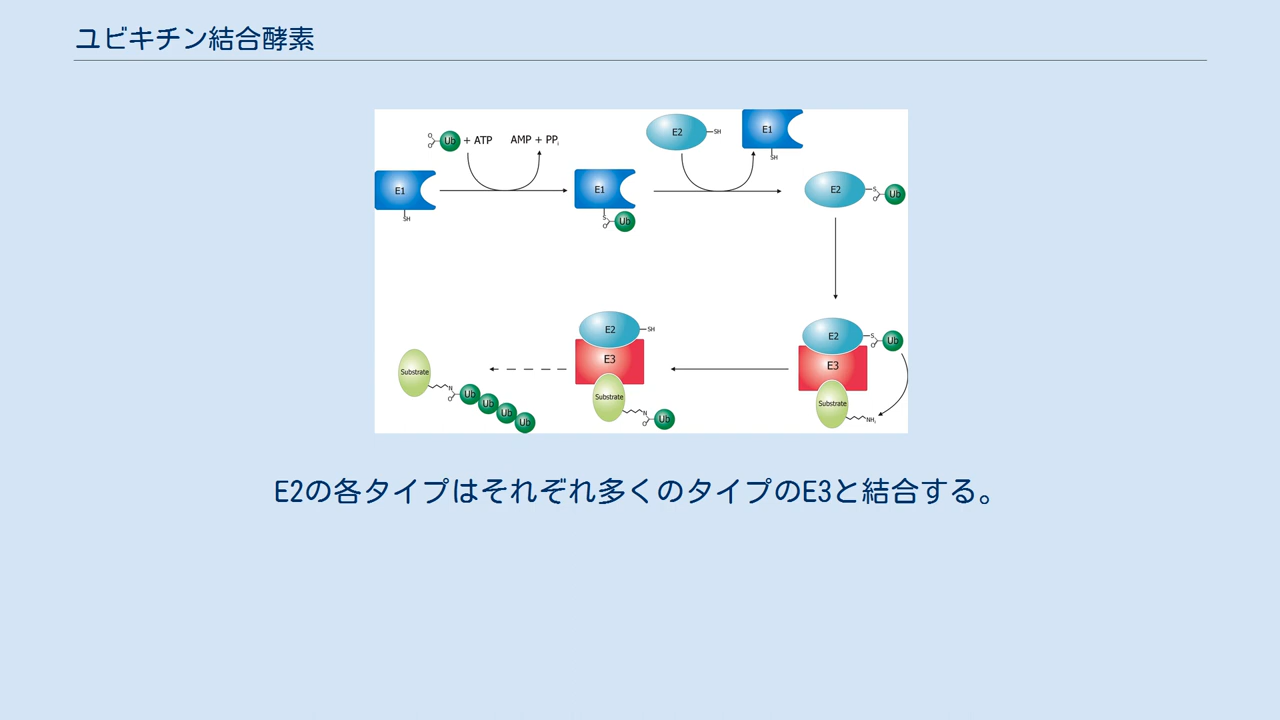 ユビキチン結合酵素
O O Ub + ATP AMP + PPi
E2 SH E1 SH
E1 SH
E1 S O Ub
E2 S O Ub
E2 SH E3 Substrate N O Ub
E2 S O Ub E3 Substrate NH2
Substrate N O Ub Ub Ub Ub
E2の各タイプはそれぞれ多くのタイプのE3と結合する。